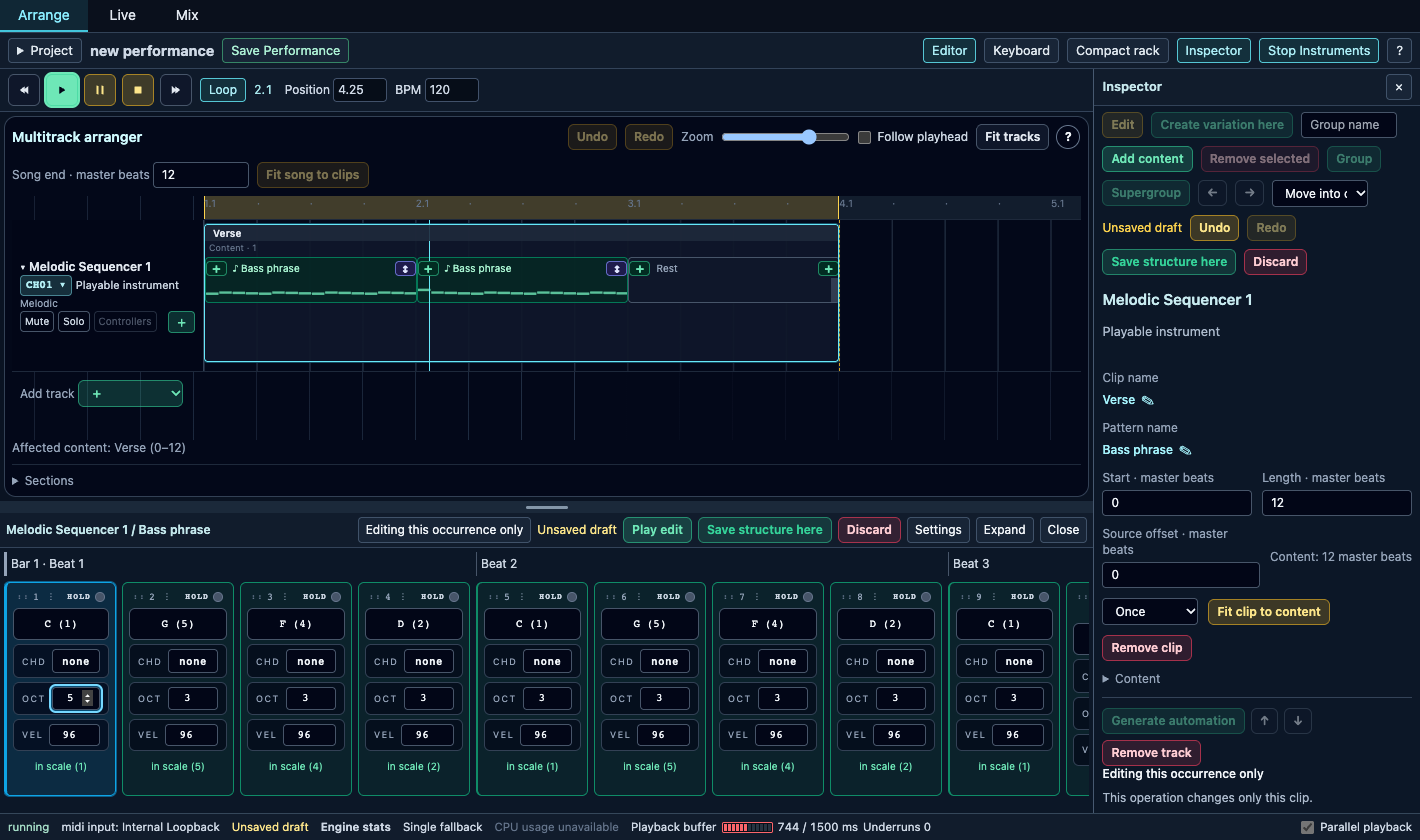 Arrange Live Mix
Project new performance Save Performance Editor Keyboard Compact rack Inspector Stop Instruments ?
Loop 2.1 Position 4.25 BPM 120
Inspector ×
Multitrack arranger Undo Redo Zoom Follow playhead Fit tracks ?
Song end · master beats 12 Fit song to clips
1.1 2.1 3.1 4.1 5.1
Verse
Content · 1
Melodic Sequencer 1
+ ♪ Bass phrase + ♪ Bass phrase + Rest +
CH01 ▼ Playable instrument
Melodic
Mute Solo Controllers +
Add track +
Affected content: Verse (0–12)
Sections
Edit Create variation here Group name
Add content Remove selected Group
Supergroup ← →
Unsaved draft Undo Redo
Save structure here Discard
Melodic Sequencer 1
Playable instrument
Clip name
Verse ✎
Pattern name
Bass phrase ✎
Start · master beats Length · master beats
0 12
Source offset · master
beats
Content: 12 master beats
0
Once Fit clip to content
Remove clip
Content
Generate automation ↑ ↓
Remove track
Editing this occurrence only
This operation changes only this clip.
Melodic Sequencer 1 / Bass phrase Editing this occurrence only Unsaved draft Play edit Save structure here Discard Settings Expand Close
Bar 1 · Beat 1 Beat 2 Beat 3
1 HOLD 2 HOLD 3 HOLD 4 HOLD 5 HOLD 6 HOLD 7 HOLD 8 HOLD 9 HOLD
C (1) G (5) F (4) D (2) C (1) G (5) F (4) D (2) C (1)
CHD none CHD none CHD none CHD none CHD none CHD none CHD none CHD none CHD none
OCT 5 OCT 3 OCT 3 OCT 3 OCT 3 OCT 3 OCT 3 OCT 3 OCT 3
VEL 96 VEL 96 VEL 96 VEL 96 VEL 96 VEL 96 VEL 96 VEL 96 VEL 96
in scale (1) in scale (5) in scale (4) in scale (2) in scale (1) in scale (5) in scale (4) in scale (2) in scale (1)
running midi input: Internal Loopback Unsaved draft Engine stats Single fallback CPU usage unavailable Playback buffer 744 / 1500 ms Underruns 0 Parallel playback